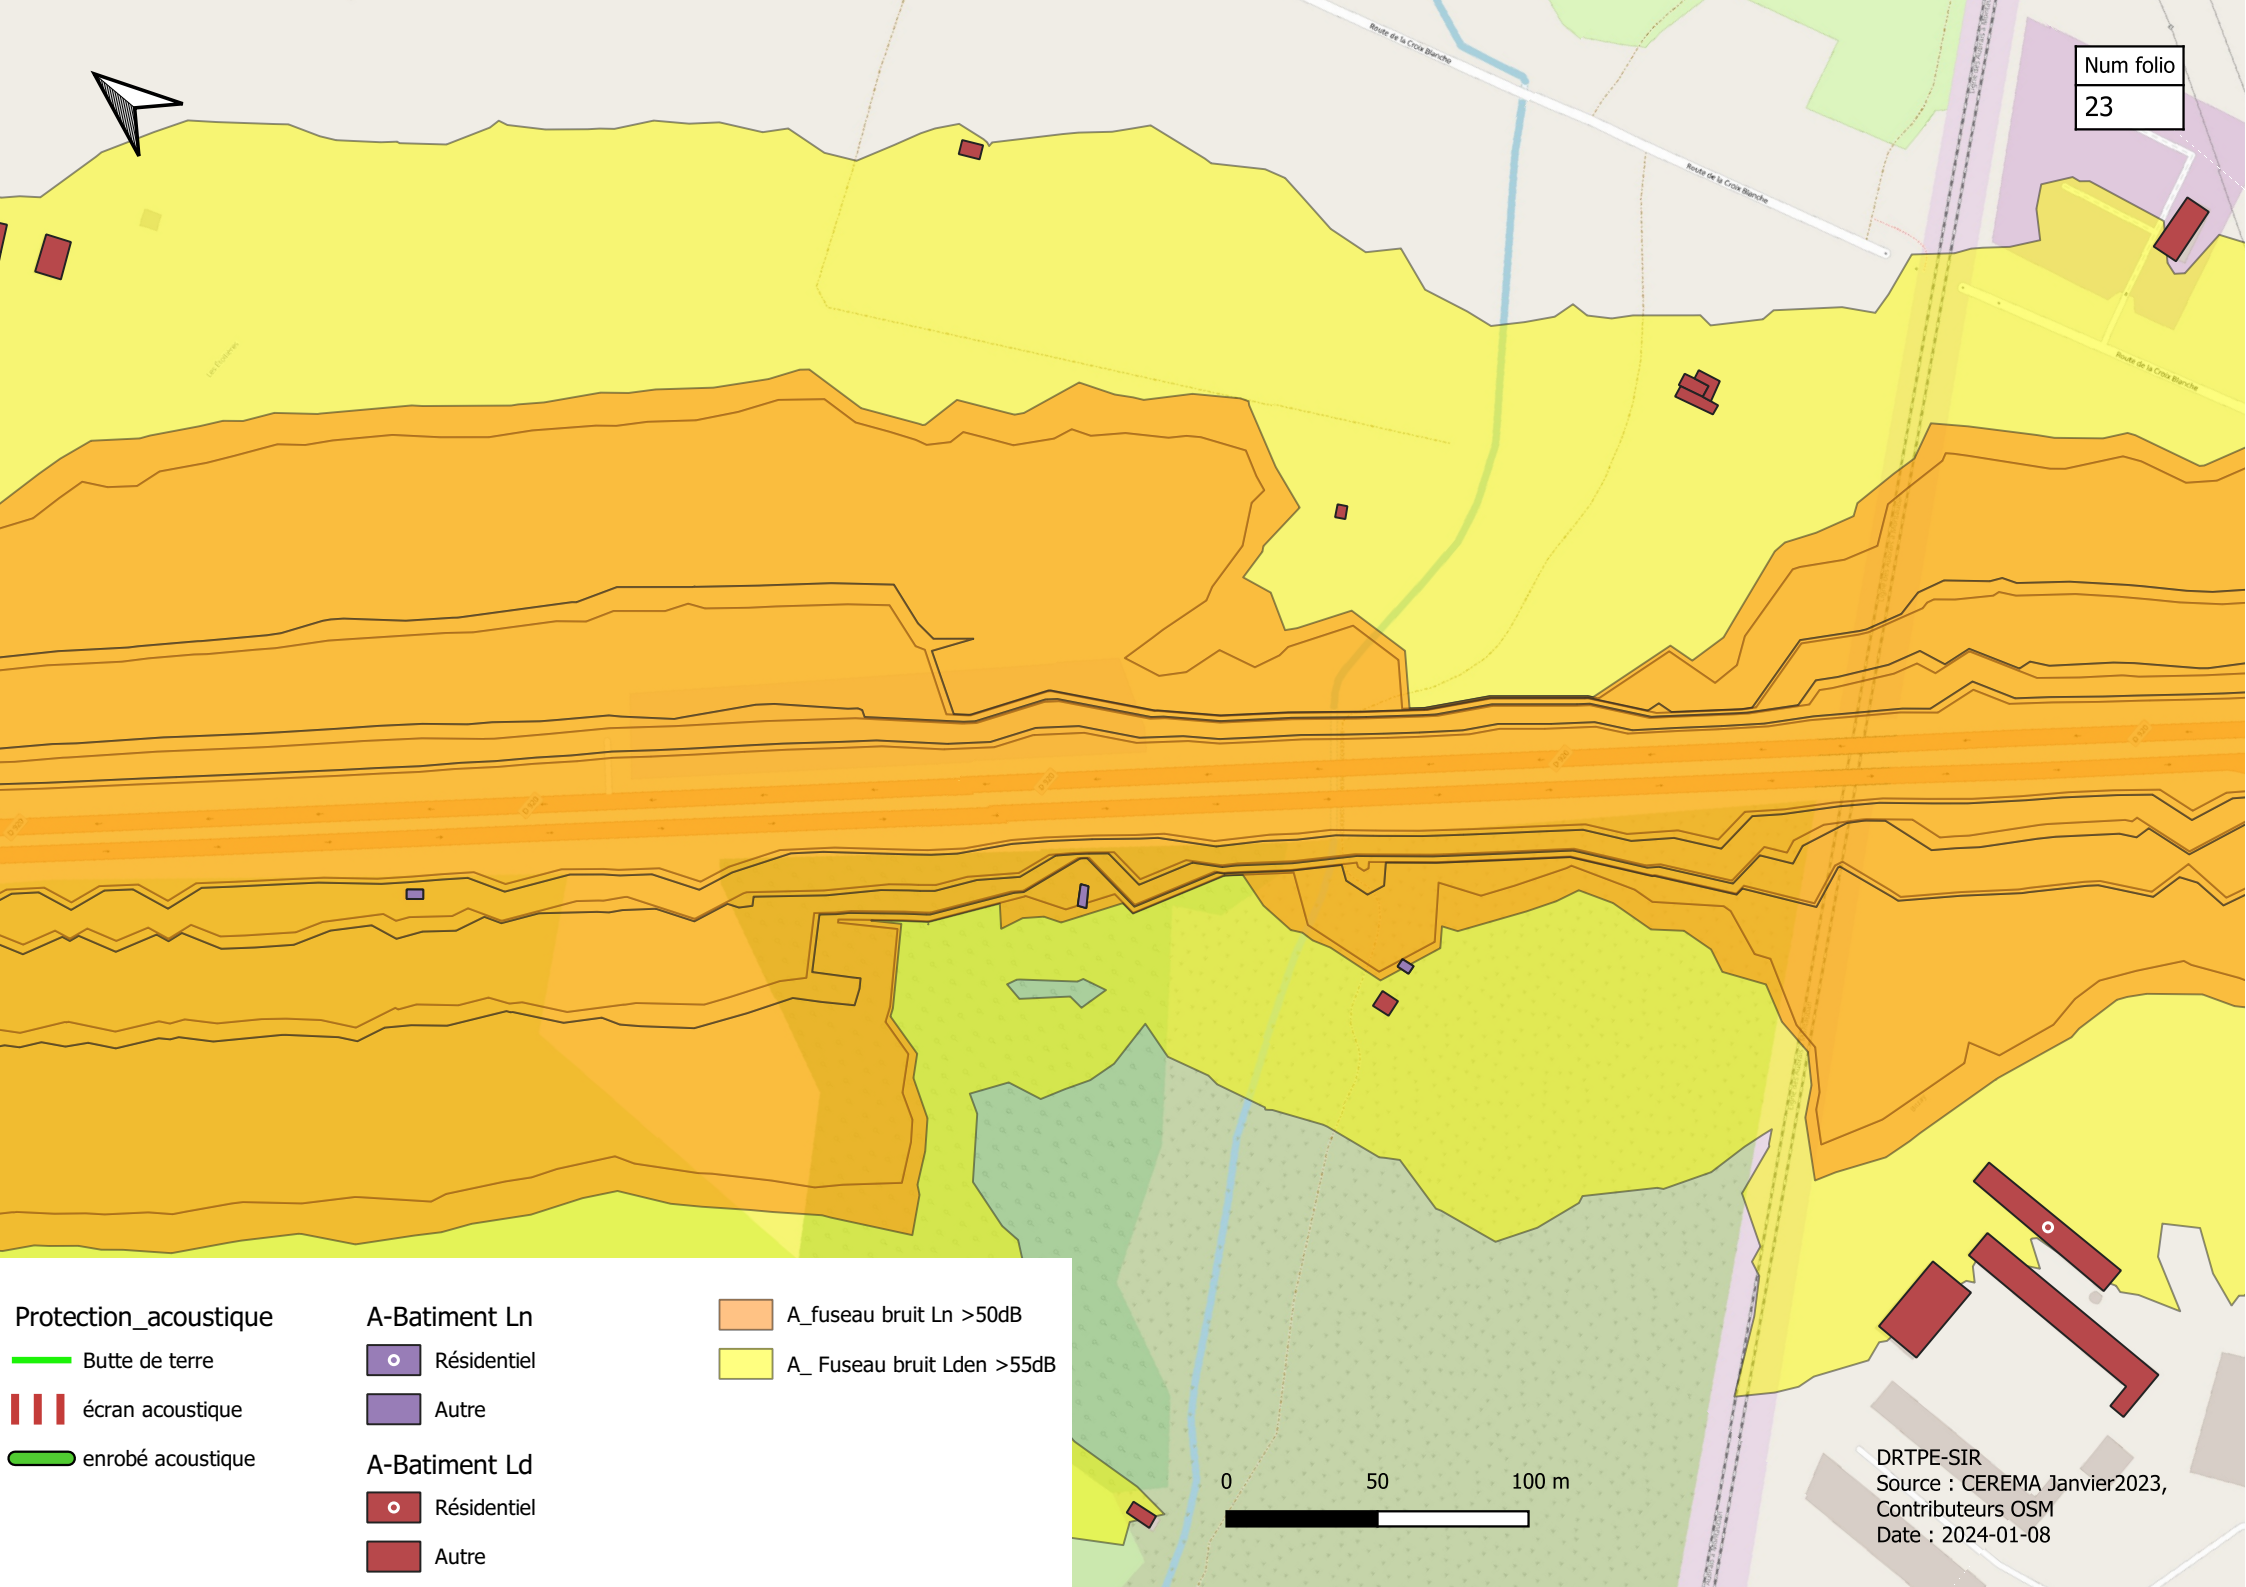 Route de la Croix Blanche
Num folio
23
Route de la Croix Blanche
Route de la Croix Blanche
Protection_acoustique
Butte de terre
écran acoustique
enrobé acoustique
A-Batiment Ln
Résidentiel
Autre
A-Batiment Ld
Résidentiel
Autre
A_fuseau bruit Ln >50dB
A_ Fuseau bruit Lden >55dB
0 50 100 m
DRTPE-SIR
Source : CEREMA Janvier2023,
Contributeurs OSM
Date : 2024-01-08